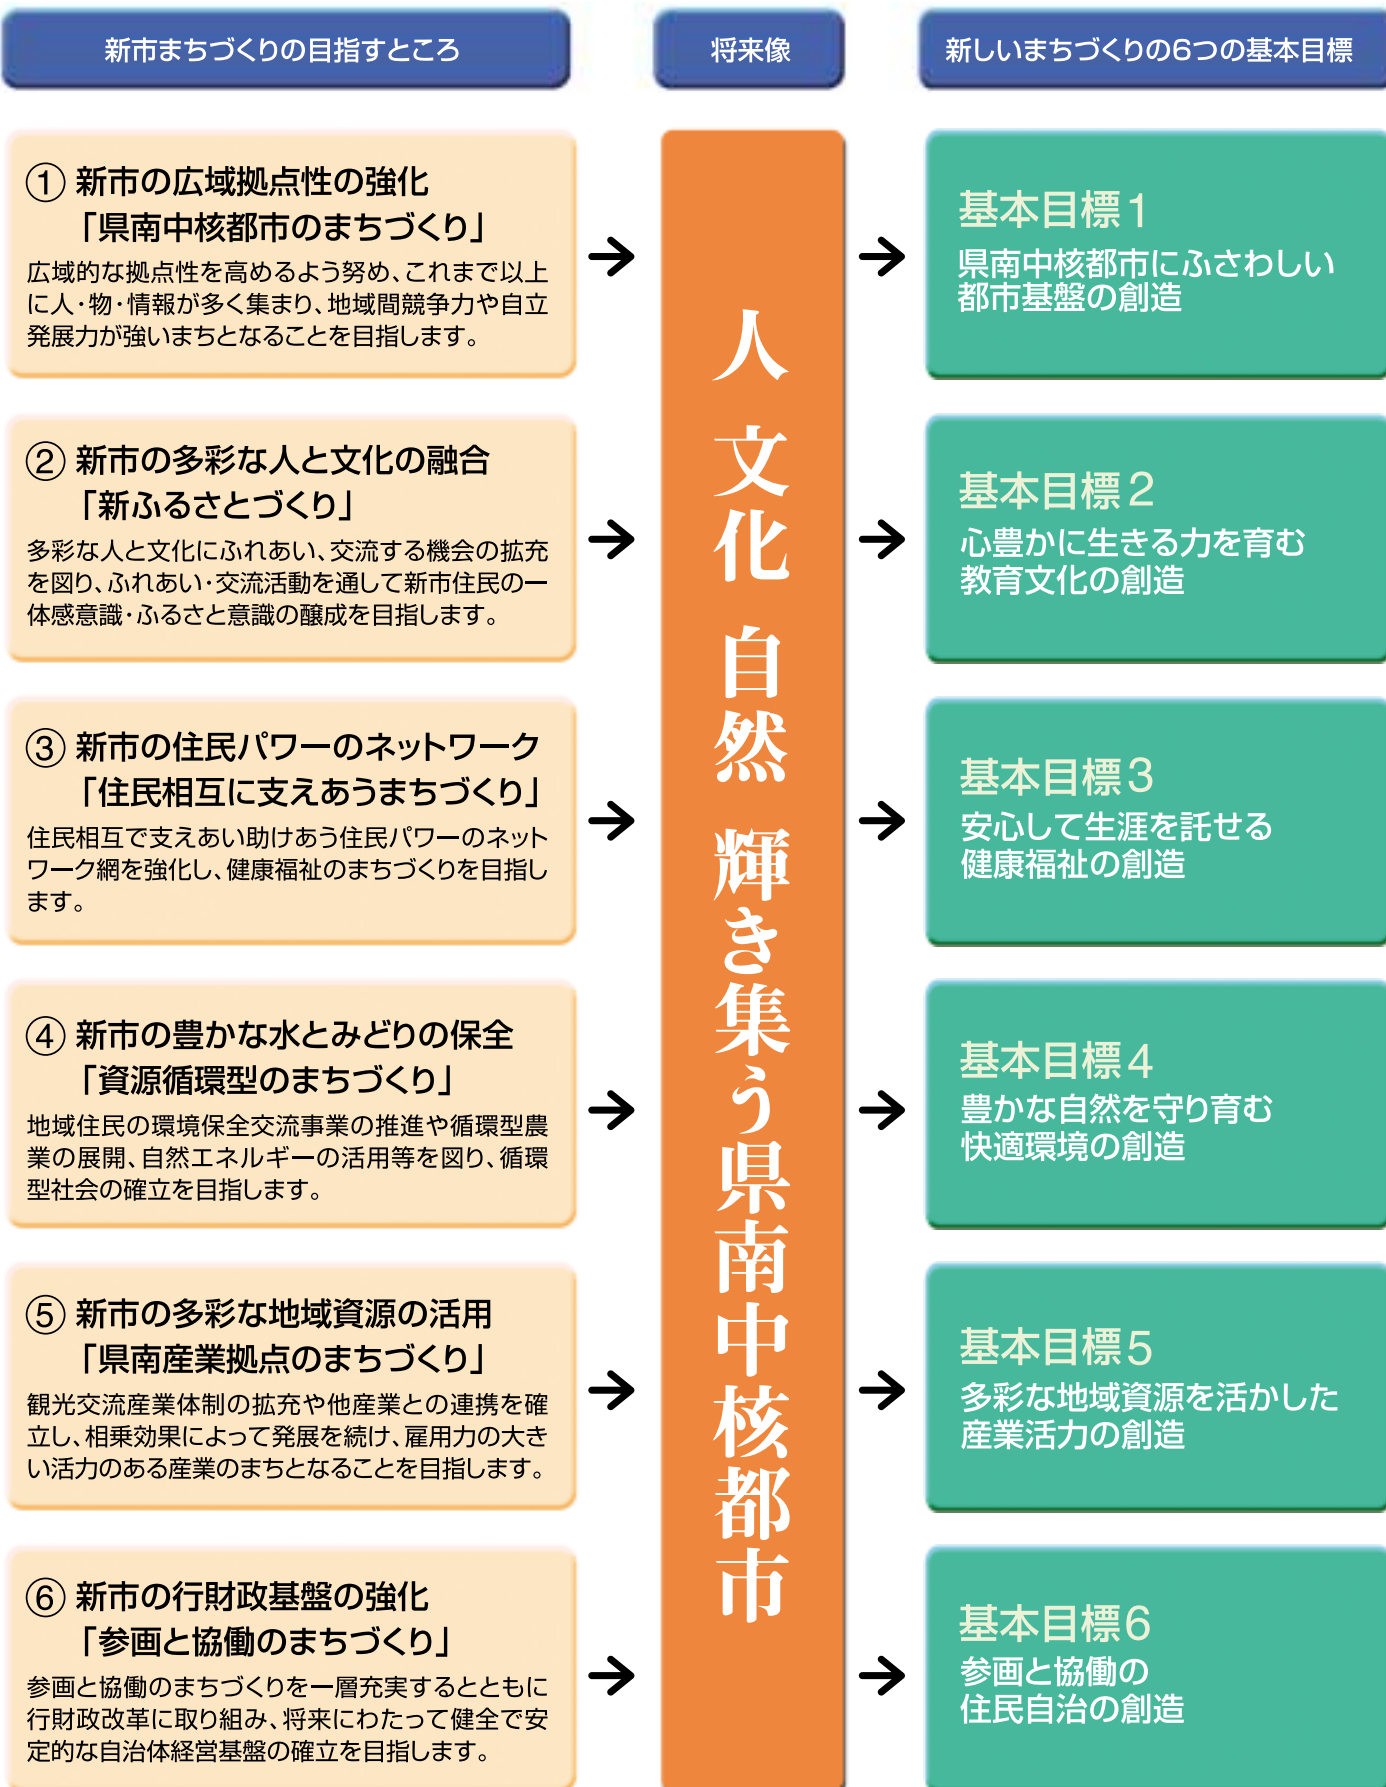 新市まちづくりの目指すところ
将来像
新しいまちづくりの6つの基本目標
① 新市の広域拠点性の強化
「県南中核都市のまちづくり」
広域的な拠点性を高めるよう努め、これまで以上
に人・物・情報が多く集まり、地域間競争力や自立
発展力が強いまちとなることを目指します。
② 新市の多彩な人と文化の融合
「新ふるさとづくり」
多彩な人と文化にふれあい、交流する機会の拡充
を図り、ふれあい・交流活動を通して新市住民の一
体感意識・ふるさと意識の醸成を目指します。
③ 新市の住民パワーのネットワーク
「住民相互に支えあうまちづくり」
住民相互で支えあい助けあう住民パワーのネット
ワーク網を強化し、健康福祉のまちづくりを目指し
ます。
④ 新市の豊かな水とみどりの保全
「資源循環型のまちづくり」
地域住民の環境保全交流事業の推進や循環型農
業の展開、自然エネルギーの活用等を図り、循環
型社会の確立を目指します。
⑤ 新市の多彩な地域資源の活用
「県南産業拠点のまちづくり」
観光交流産業体制の拡充や他産業との連携を確
立し、相乗効果によって発展を続け、雇用力の大き
い活力のある産業のまちとなることを目指します。
⑥ 新市の行財政基盤の強化
「参画と協働のまちづくり」
参画と協働のまちづくりを一層充実するとともに
行財政改革に取り組み、将来にわたって健全で安
定的な自治体経営基盤の確立を目指します。
人 文化 自然 輝き集う県南中核都市
基本目標1
県南中核都市にふさわしい
都市基盤の創造
基本目標2
心豊かに生きる力を育む
教育文化の創造
基本目標3
安心して生涯を託せる
健康福祉の創造
基本目標4
豊かな自然を守り育む
快適環境の創造
基本目標5
多彩な地域資源を活かした
産業活力の創造
基本目標6
参画と協働の
住民自治の創造